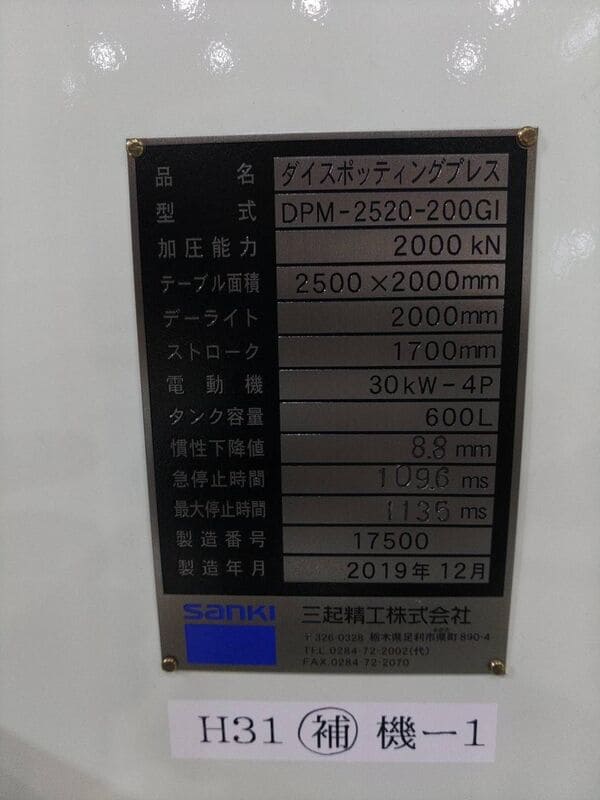 品名 ダイスポッティングプレス
型式 DPM-2520-200GI
加圧能力 2000 kN
テーブル面積 2500×2000mm
デーライト 2000mm
ストローク 1700mm
電動機 30kW-4P
タンク容量 600L
慣性下降値 8.8 mm
急停止時間 109.6 ms
最大停止時間 113.5 ms
製造番号 17500
製造年月 2019年12月
sanki 三起精工株式会社
〒326-0328 栃木県足利市県町890-4
TEL.0284-72-2002(代)
FAX.0284-72-2070
H31 補 機ー1